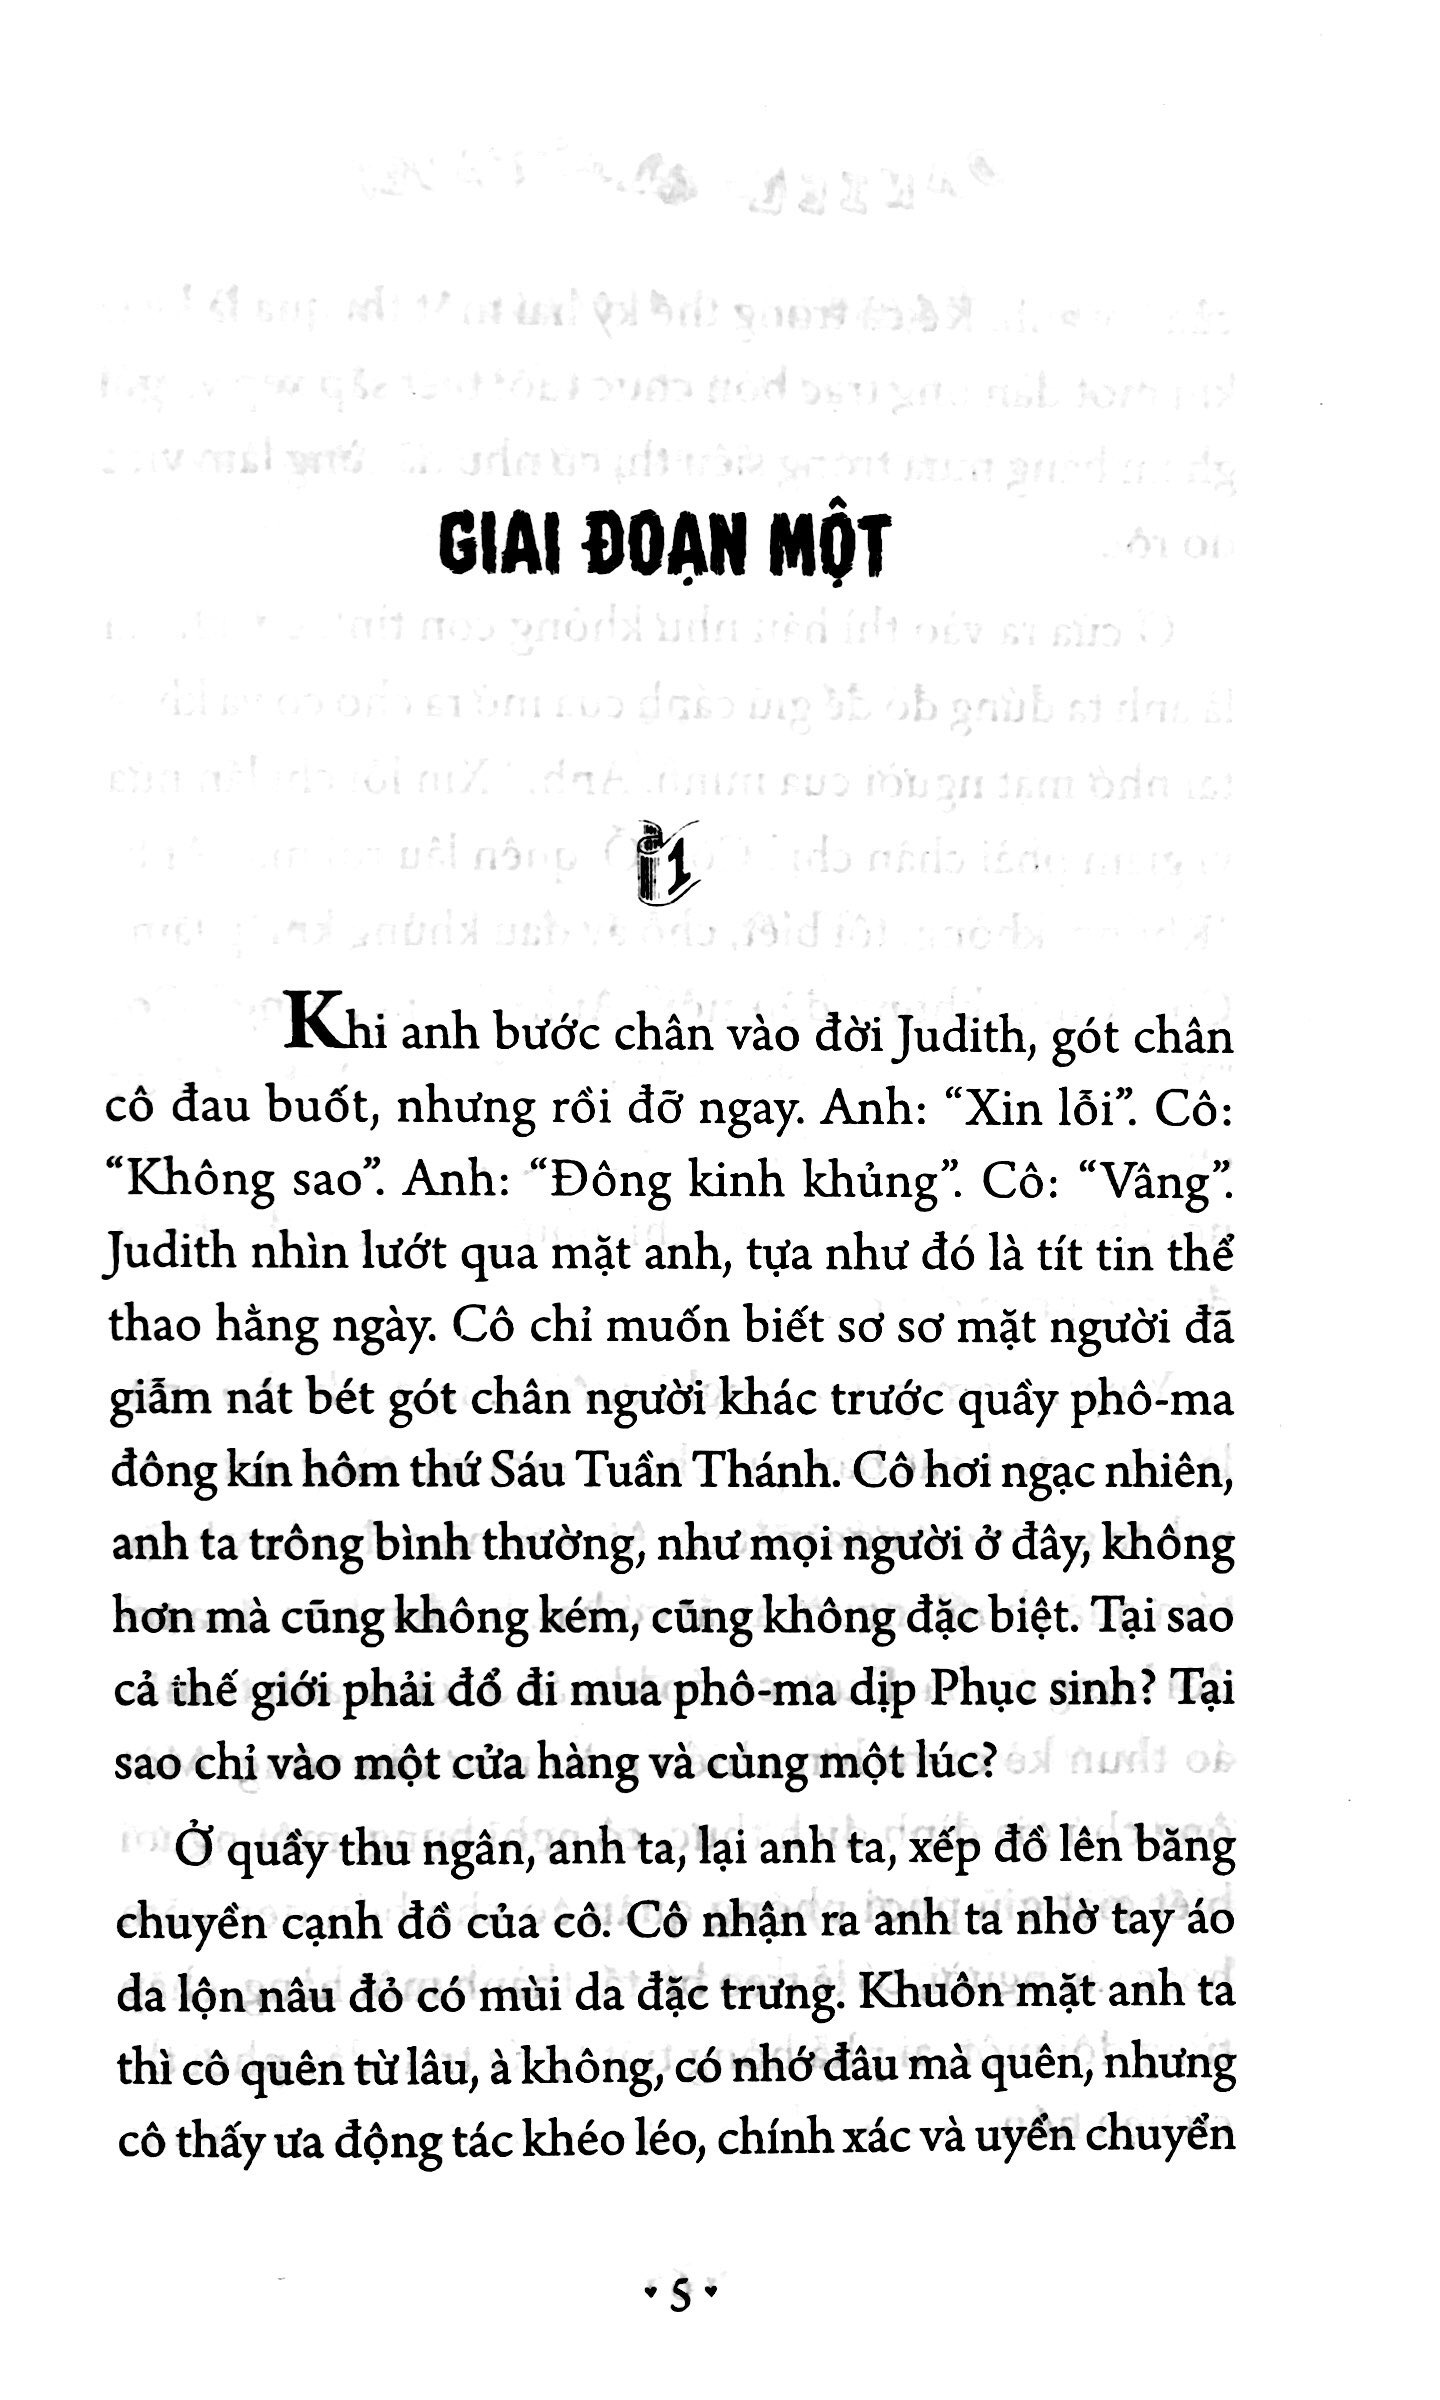 GIAI ĐOẠN MỘT
1
Khi anh bước chân vào đời Judith, gót chân
cô đau buốt, nhưng rồi đỡ ngay. Anh: “Xin lỗi”. Cô:
“Không sao”. Anh: “Đông kinh khủng”. Cô: “Vâng”.
Judith nhìn lướt qua mặt anh, tựa như đó là tít tin thể
thao hằng ngày. Cô chỉ muốn biết sơ sơ mặt người đã
giẫm nát bét gót chân người khác trước quầy phô-ma
đông kín hôm thứ Sáu Tuần Thánh. Cô hơi ngạc nhiên,
anh ta trông bình thường, như mọi người ở đây, không
hơn mà cũng không kém, cũng không đặc biệt. Tại sao
cả thế giới phải đổ đi mua phô-ma dịp Phục sinh? Tại
sao chỉ vào một cửa hàng và cùng một lúc?
Ở quầy thu ngân, anh ta, lại anh ta, xếp đồ lên băng
chuyền cạnh đồ của cô. Cô nhận ra anh ta nhờ tay áo
da lộn nâu đỏ có mùi da đặc trưng. Khuôn mặt anh ta
thì cô quên từ lâu, à không, có nhớ đâu mà quên, nhưng
cô thấy ưa động tác khéo léo, chính xác và uyển chuyển
5